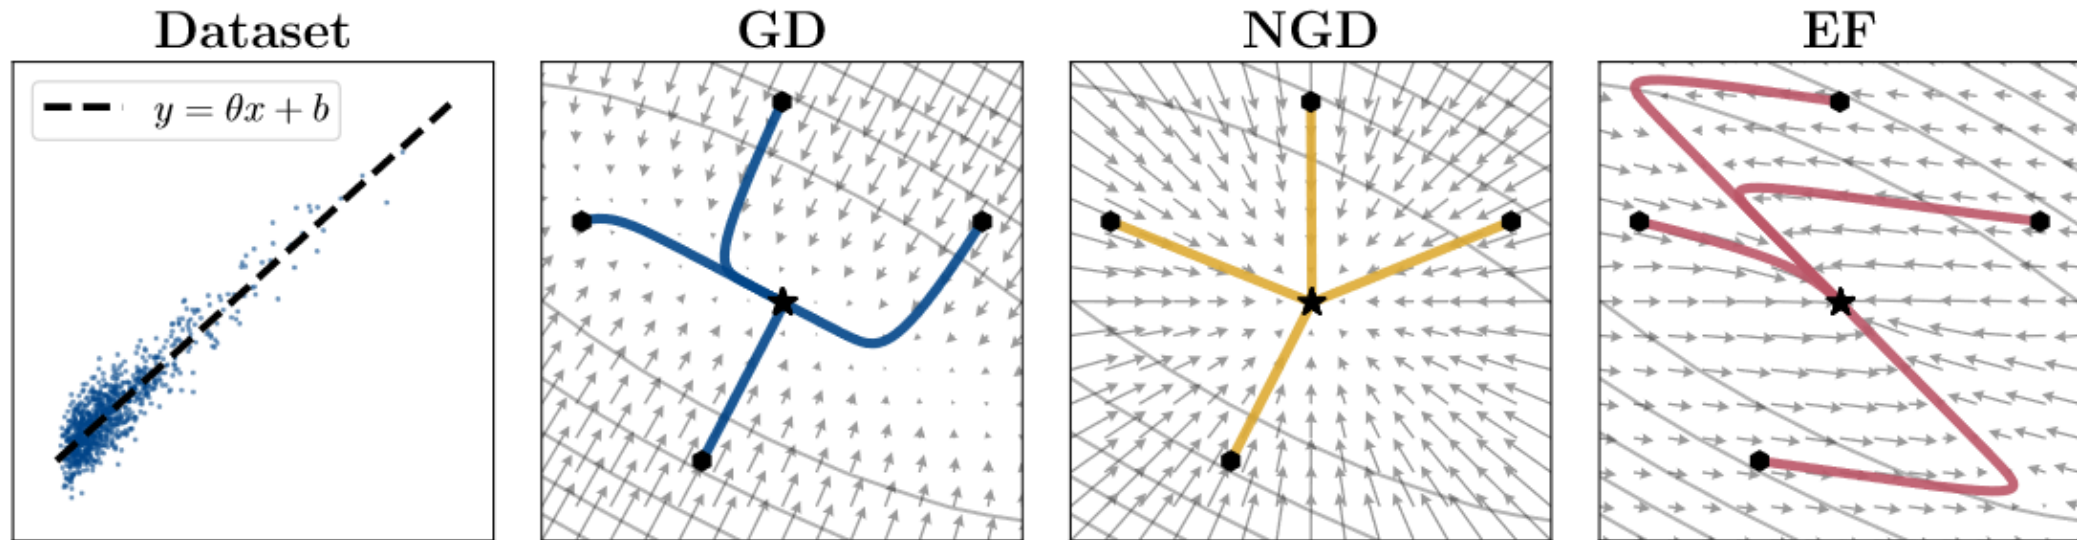 Dataset
GD
NGD
EF
y = θx + b